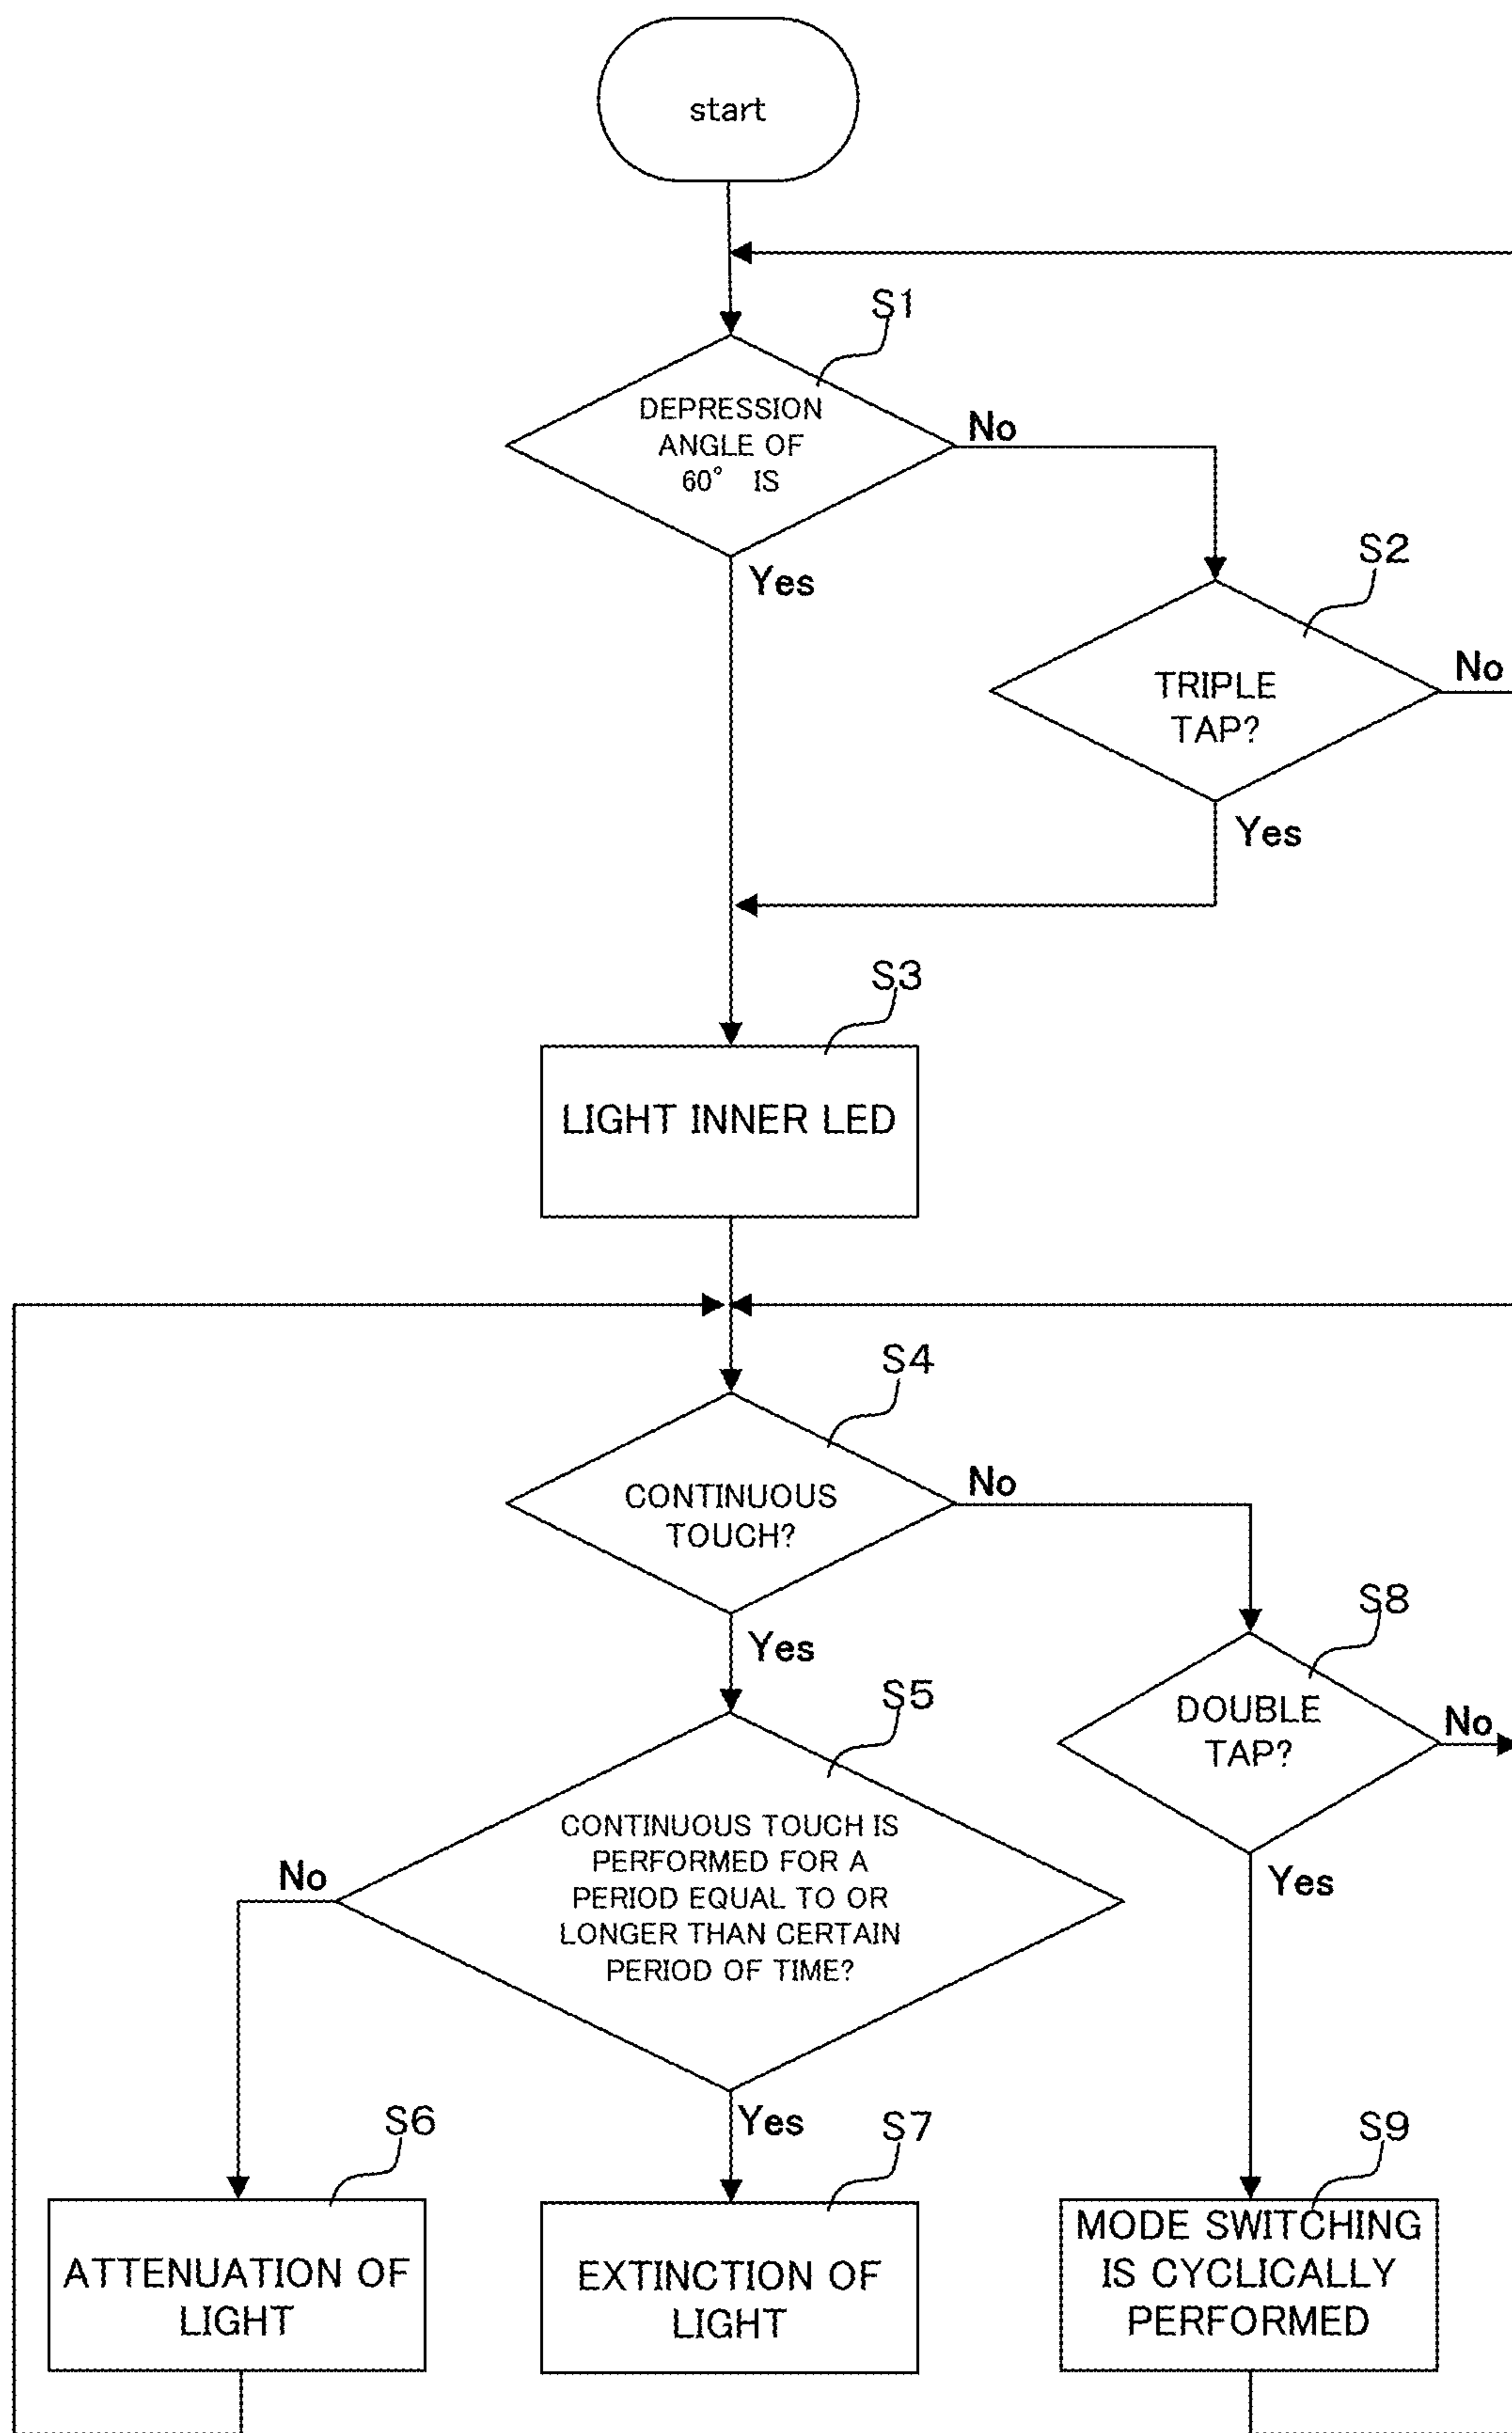 start
S1
DEPRESSION
ANGLE OF
60° IS
No
Yes
S2
TRIPLE
TAP?
No
Yes
S3
LIGHT INNER LED
S4
CONTINUOUS
TOUCH?
No
Yes
S8
DOUBLE
TAP?
No
Yes
S5
CONTINUOUS TOUCH IS
PERFORMED FOR A
PERIOD EQUAL TO OR
LONGER THAN CERTAIN
PERIOD OF TIME?
No
Yes
S6
ATTENUATION OF
LIGHT
S7
EXTINCTION OF
LIGHT
S9
MODE SWITCHING
IS CYCLICALLY
PERFORMED